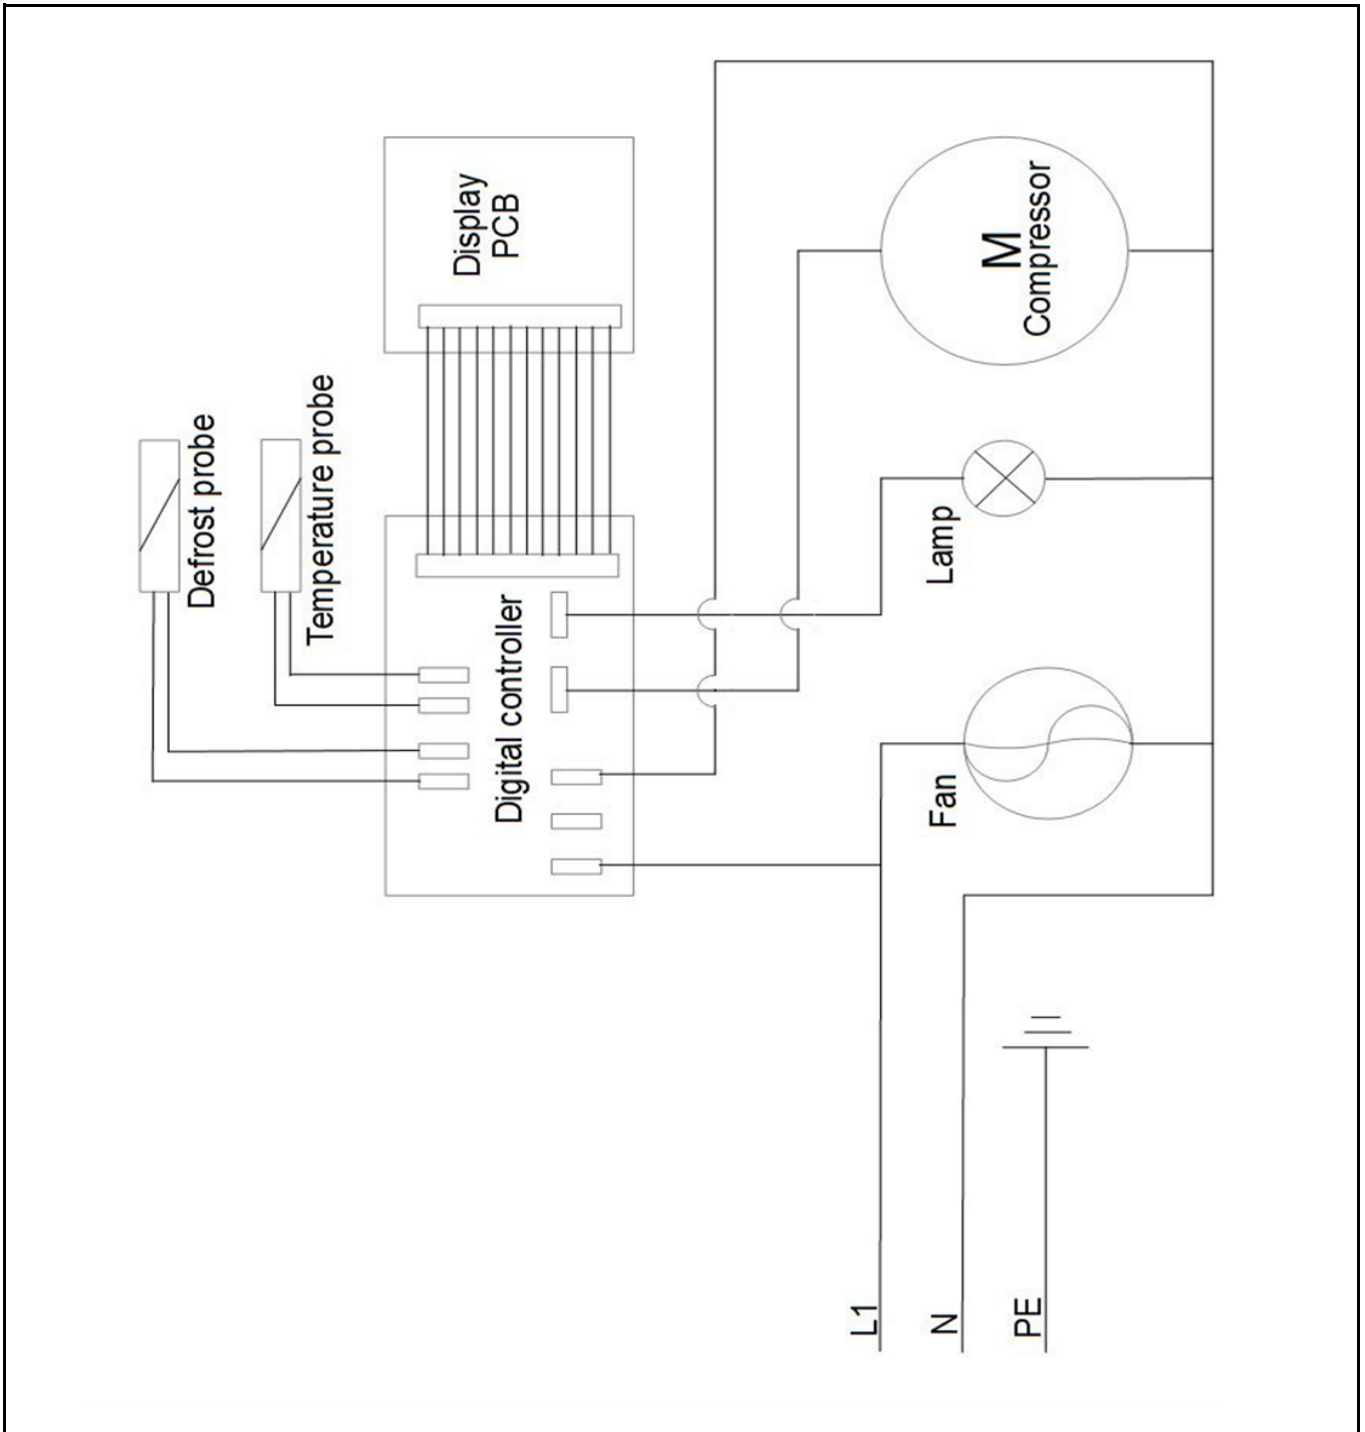 Display
PCB
M
Compressor
Defrost probe
Temperature probe
Lamp
Digital controller
Fan
L1
N
PE